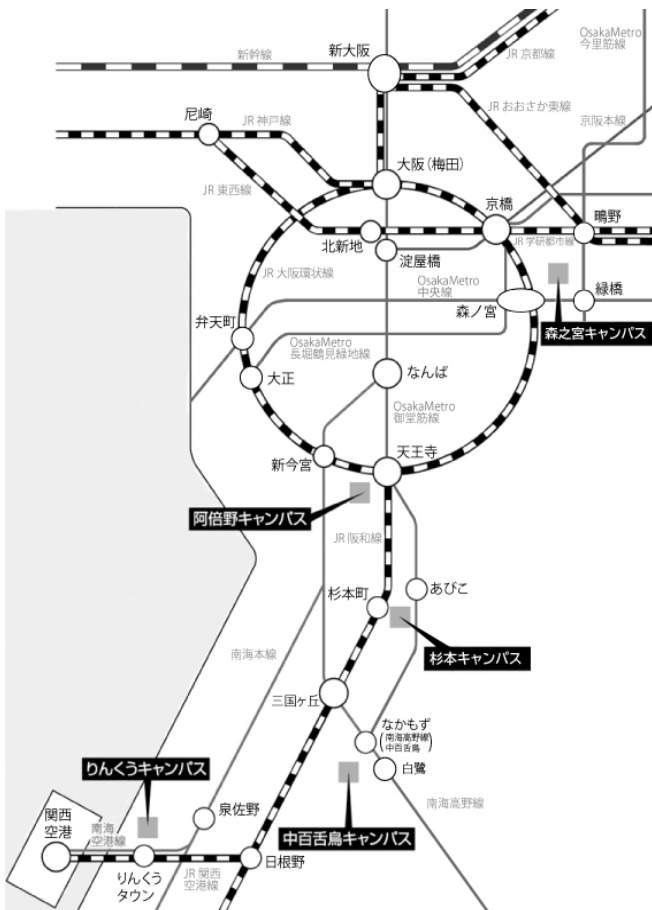 OsakaMetro
今里筋線
新大阪
新幹線
JR 京都線
尼崎
JR 神戸線
JR おおさか東線
京阪本線
大阪（梅田）
JR 東西線
京橋
鴫野
北新地
JR 学研都市線
淀屋橋
JR 大阪環状線
OsakaMetro
中央線
森ノ宮
緑橋
弁天町
森之宮キャンパス
OsakaMetro
長堀鶴見緑地線
大正
なんば
OsakaMetro
御堂筋線
新今宮
天王寺
阿倍野キャンパス
JR 阪和線
杉本町
あびこ
南海本線
杉本キャンパス
三国ヶ丘
なかもず
(南海高野線
中百舌鳥)
りんくうキャンパス
白鷺
泉佐野
南海高野線
関西
空港
南海
空港線
中百舌鳥キャンパス
りんくう
タウン
JR 関西
空港線
日根野